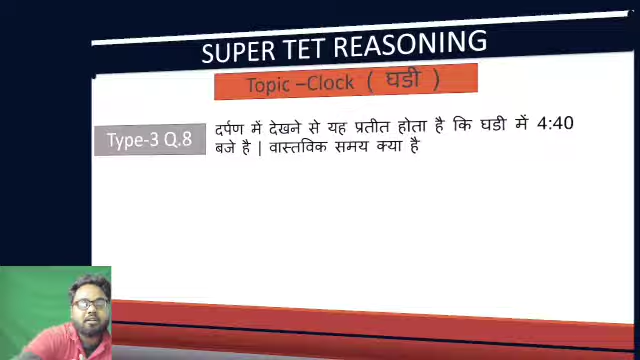 SUPER TET REASONING
Topic –Clock ( घडी )
Type-3 Q.8
दर्पण में देखने से यह प्रतीत होता है कि घडी में 4:40
बजे है | वास्तविक समय क्या है